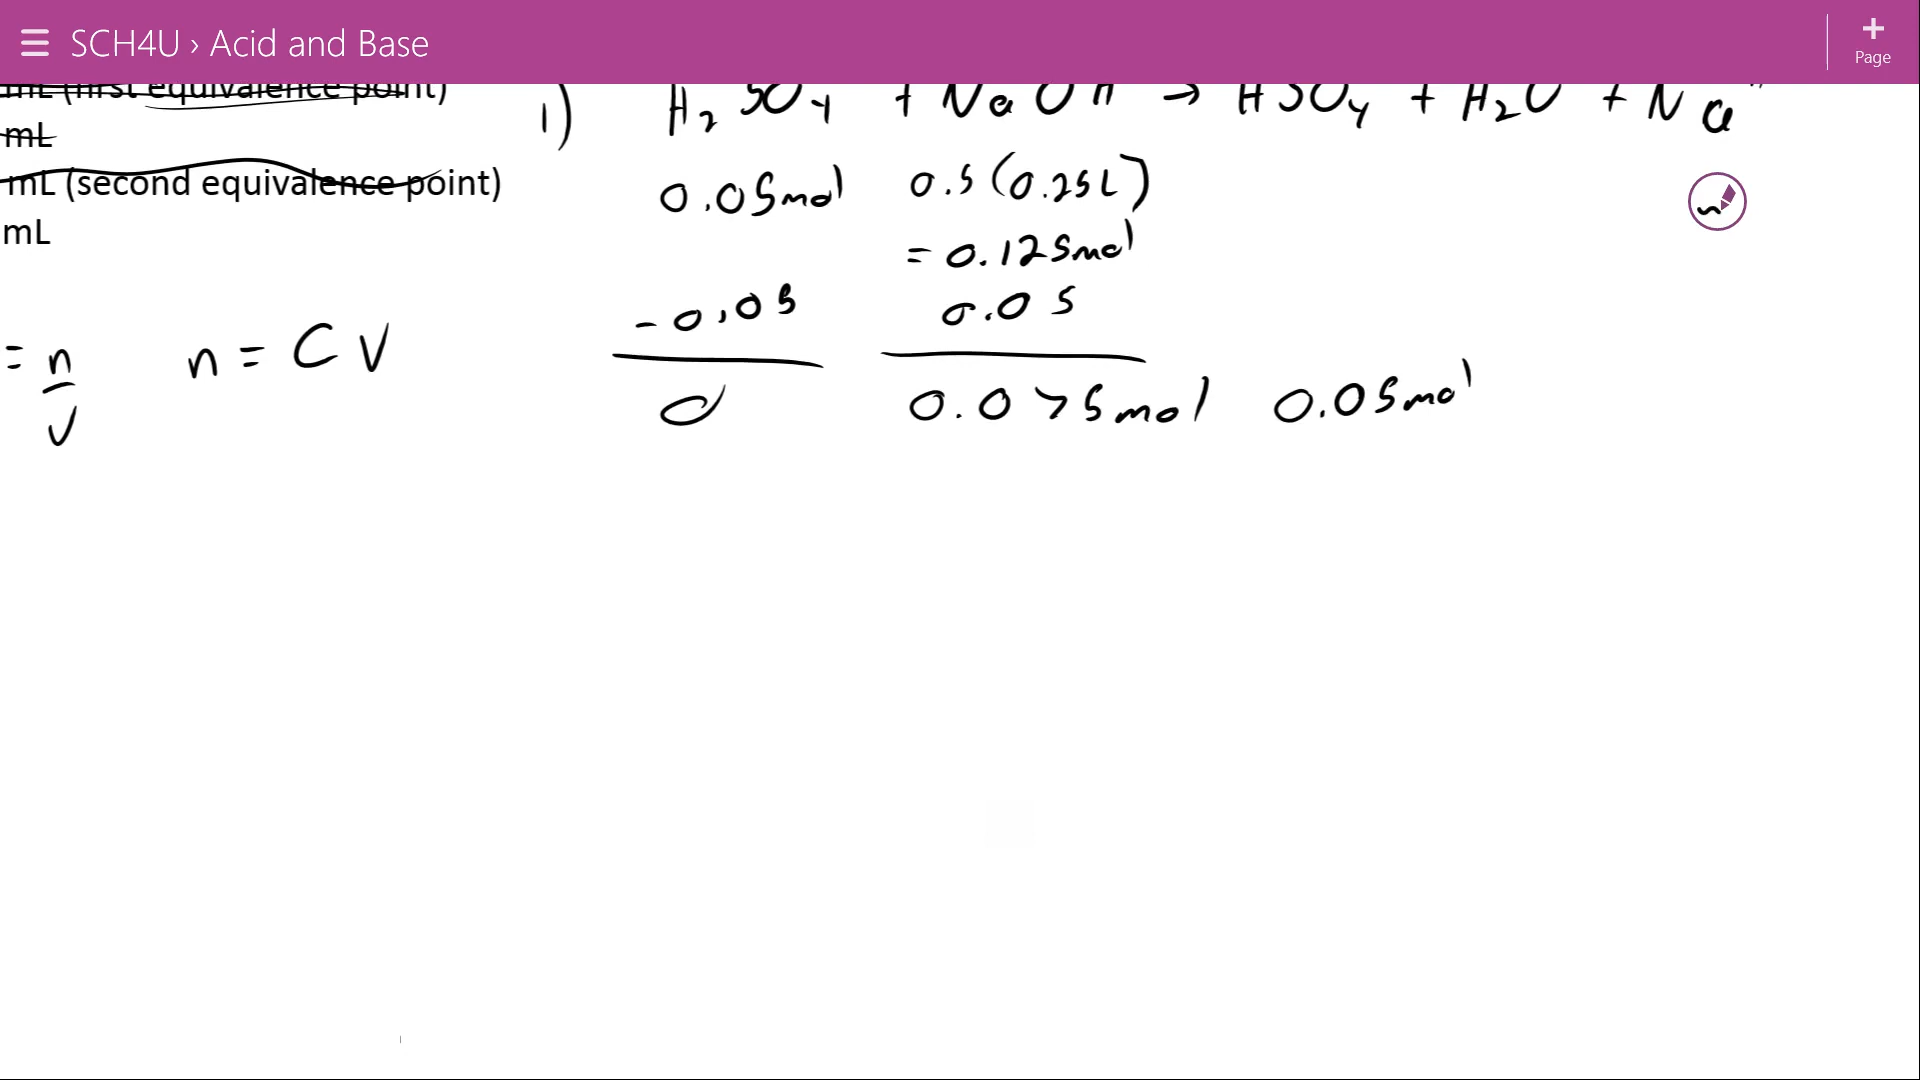 SCH4U › Acid and Base
Page
mL (first equivalence point)
1) H₂SO₄ + NaOH → HSO₄ + H₂O + Na
mL
mL (second equivalence point)
0.05mol 0.5(0.25L)
mL
= 0.125mol
-0.05 0.05
= n/V n = CV
0 0.075mol 0.05mol